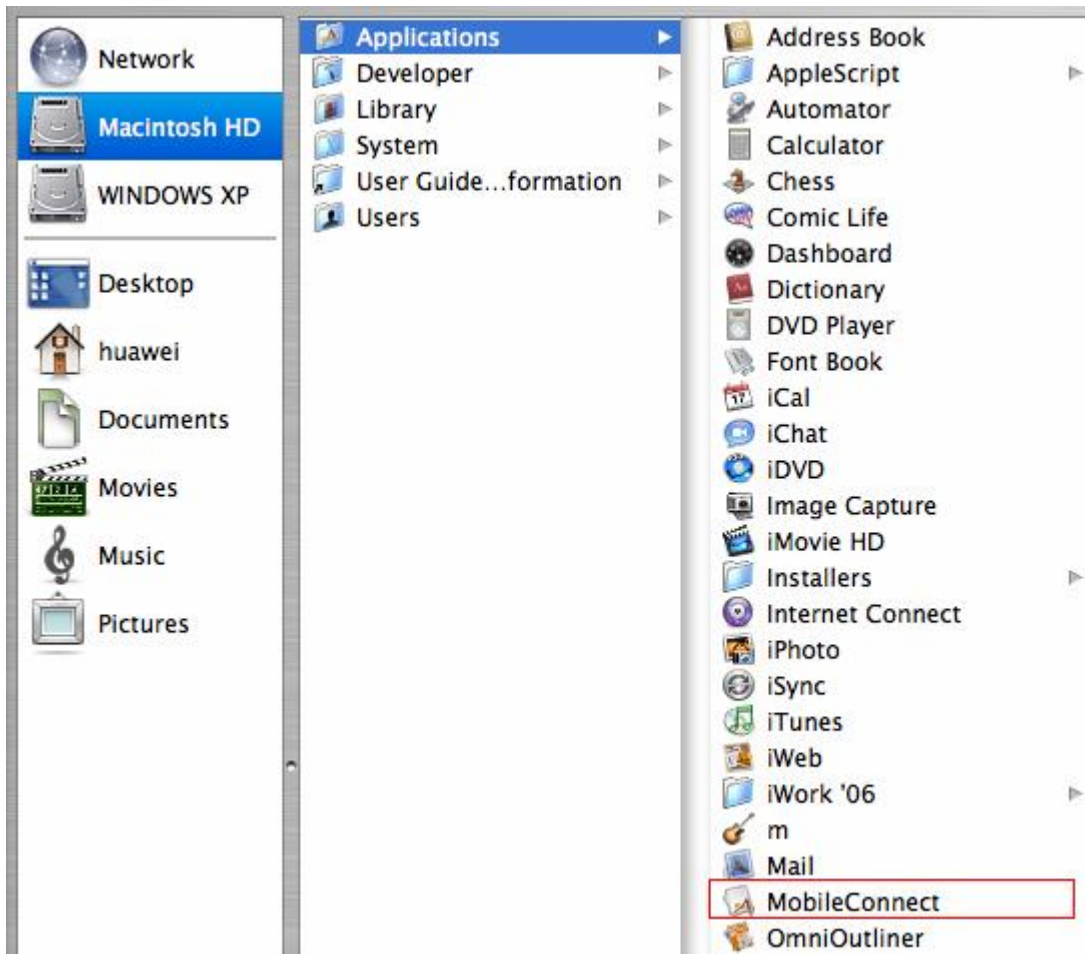 Network
Macintosh HD
WINDOWS XP
Desktop
huawei
Documents
Movies
Music
Pictures
Applications
Developer
Library
System
User Guide...formation
Users
Address Book
AppleScript
Automator
Calculator
Chess
Comic Life
Dashboard
Dictionary
DVD Player
Font Book
iCal
iChat
iDVD
Image Capture
iMovie HD
Installers
Internet Connect
iPhoto
iSync
iTunes
iWeb
iWork '06
m
Mail
MobileConnect
OmniOutliner